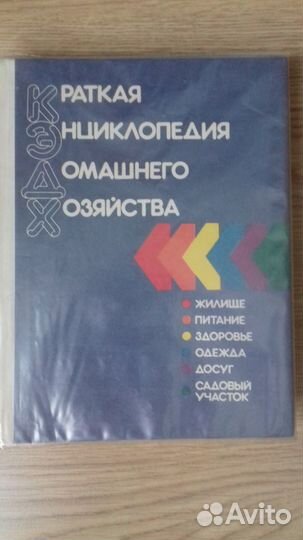 КРАТКАЯ
ЭНЦИКЛОПЕДИЯ
ДОМАШНЕГО
ХОЗЯЙСТВА
ЖИЛИЩЕ
ПИТАНИЕ
ЗДОРОВЬЕ
ОДЕЖДА
ДОСУГ
САДОВЫЙ
УЧАСТОК
Avito